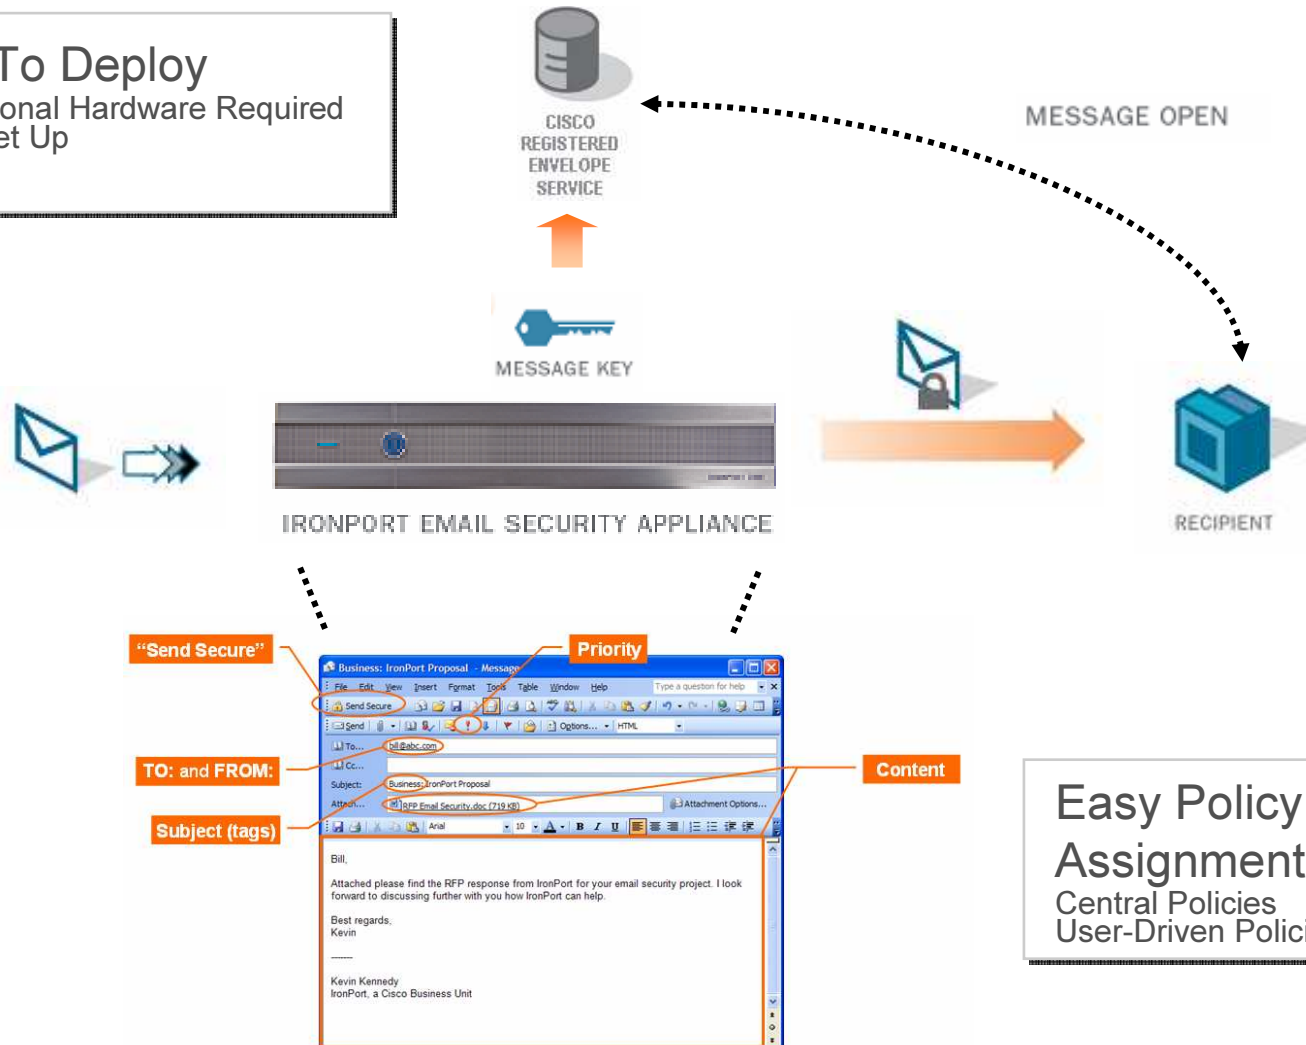 To Deploy
onal Hardware Required
et Up
CISCO
REGISTERED
ENVELOPE
SERVICE
MESSAGE OPEN
MESSAGE KEY
IRONPORT EMAIL SECURITY APPLIANCE
RECIPIENT
"Send Secure"
Priority
TO: and FROM:
Subject (tags)
Content
Business: IronPort Proposal - Message
File Edit View Insert Format Tools Table Window Help
Type a question for help
Send Secure
Send
Options...
HTML
To...
bill@abc.com
Cc...
Subject:
Business: IronPort Proposal
Attach...
RFP Email Security.doc (719 KB)
Attachment Options...
Arial
10
A
B I U
Bill,
Attached please find the RFP response from IronPort for your email security project. I look
forward to discussing further with you how IronPort can help.
Best regards,
Kevin
--------
Kevin Kennedy
IronPort, a Cisco Business Unit
Easy Policy
Assignment
Central Policies
User-Driven Polici